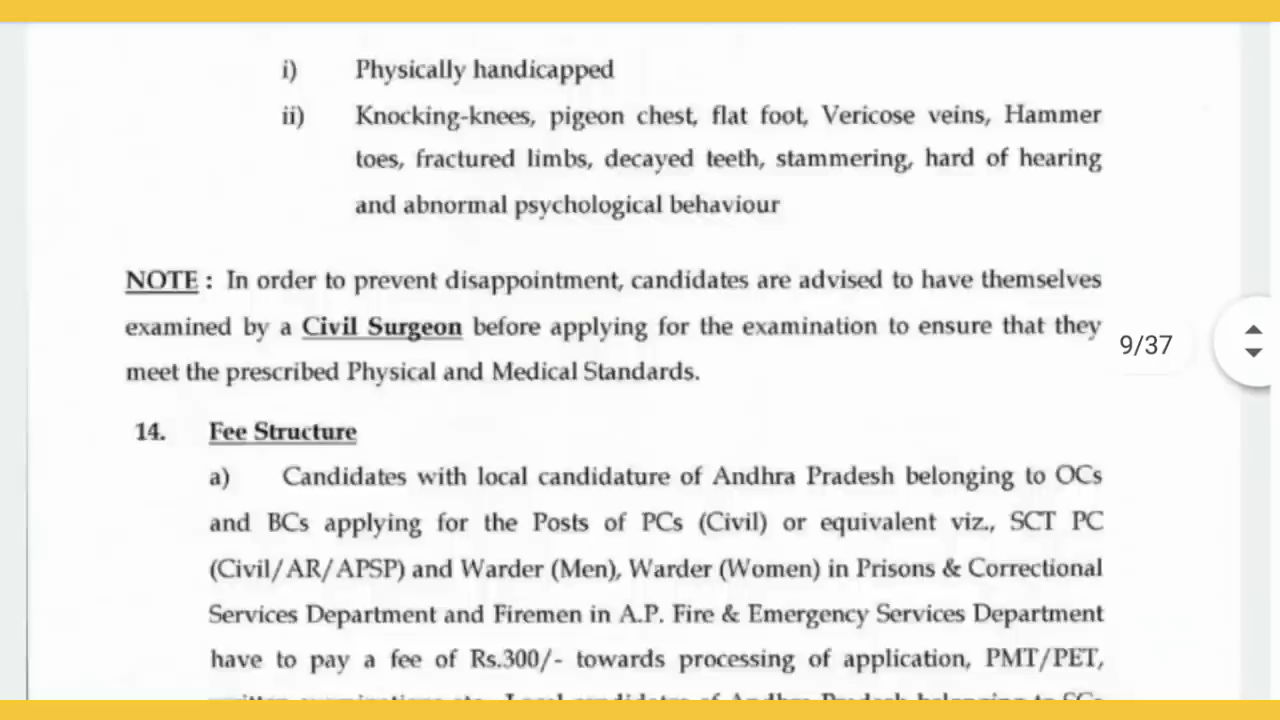 i) Physically handicapped
ii) Knocking-knees, pigeon chest, flat foot, Vericose veins, Hammer
toes, fractured limbs, decayed teeth, stammering, hard of hearing
and abnormal psychological behaviour
NOTE : In order to prevent disappointment, candidates are advised to have themselves
examined by a Civil Surgeon before applying for the examination to ensure that they
9/37
meet the prescribed Physical and Medical Standards.
14. Fee Structure
a) Candidates with local candidature of Andhra Pradesh belonging to OCs
and BCs applying for the Posts of PCs (Civil) or equivalent viz., SCT PC
(Civil/AR/APSP) and Warder (Men), Warder (Women) in Prisons & Correctional
Services Department and Firemen in A.P. Fire & Emergency Services Department
have to pay a fee of Rs.300/- towards processing of application, PMT/PET,